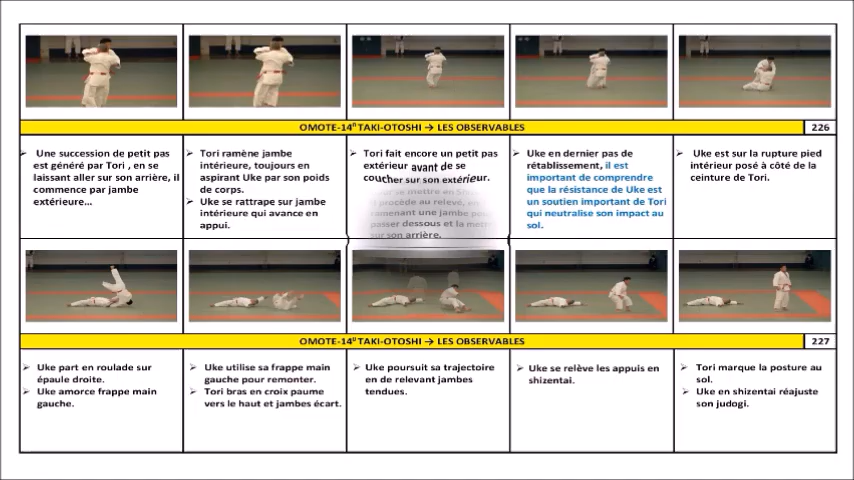 OMOTE-14⁰ TAKI-OTOSHI → LES OBSERVABLES 226
➢ Une succession de petit pas
est généré par Tori , en se
laissant aller sur son arrière, il
commence par jambe
extérieure…
➢ Tori ramène jambe
intérieure, toujours en
aspirant Uke par son poids
de corps.
➢ Uke se rattrape sur jambe
intérieure qui avance en
appui.
➢ Tori fait encore un petit pas
extérieur avant de se
coucher sur son extérieur.
se mettre en
procède au relevé, en
ramenant une jambe pour
passer dessous et la mettre
sur son arrière.
➢ Uke en dernier pas de
rétablissement, il est
important de comprendre
que la résistance de Uke est
un soutien important de Tori
qui neutralise son impact au
sol.
➢ Uke est sur la rupture pied
intérieur posé à côté de la
ceinture de Tori.
OMOTE-14⁰ TAKI-OTOSHI → LES OBSERVABLES 227
➢ Uke part en roulade sur
épaule droite.
➢ Uke amorce frappe main
gauche.
➢ Uke utilise sa frappe main
gauche pour remonter.
➢ Tori bras en croix paume
vers le haut et jambes écart.
➢ Uke poursuit sa trajectoire
en de relevant jambes
tendues.
➢ Uke se relève les appuis en
shizentai.
➢ Tori marque la posture au
sol.
➢ Uke en shizentai réajuste
son judogi.